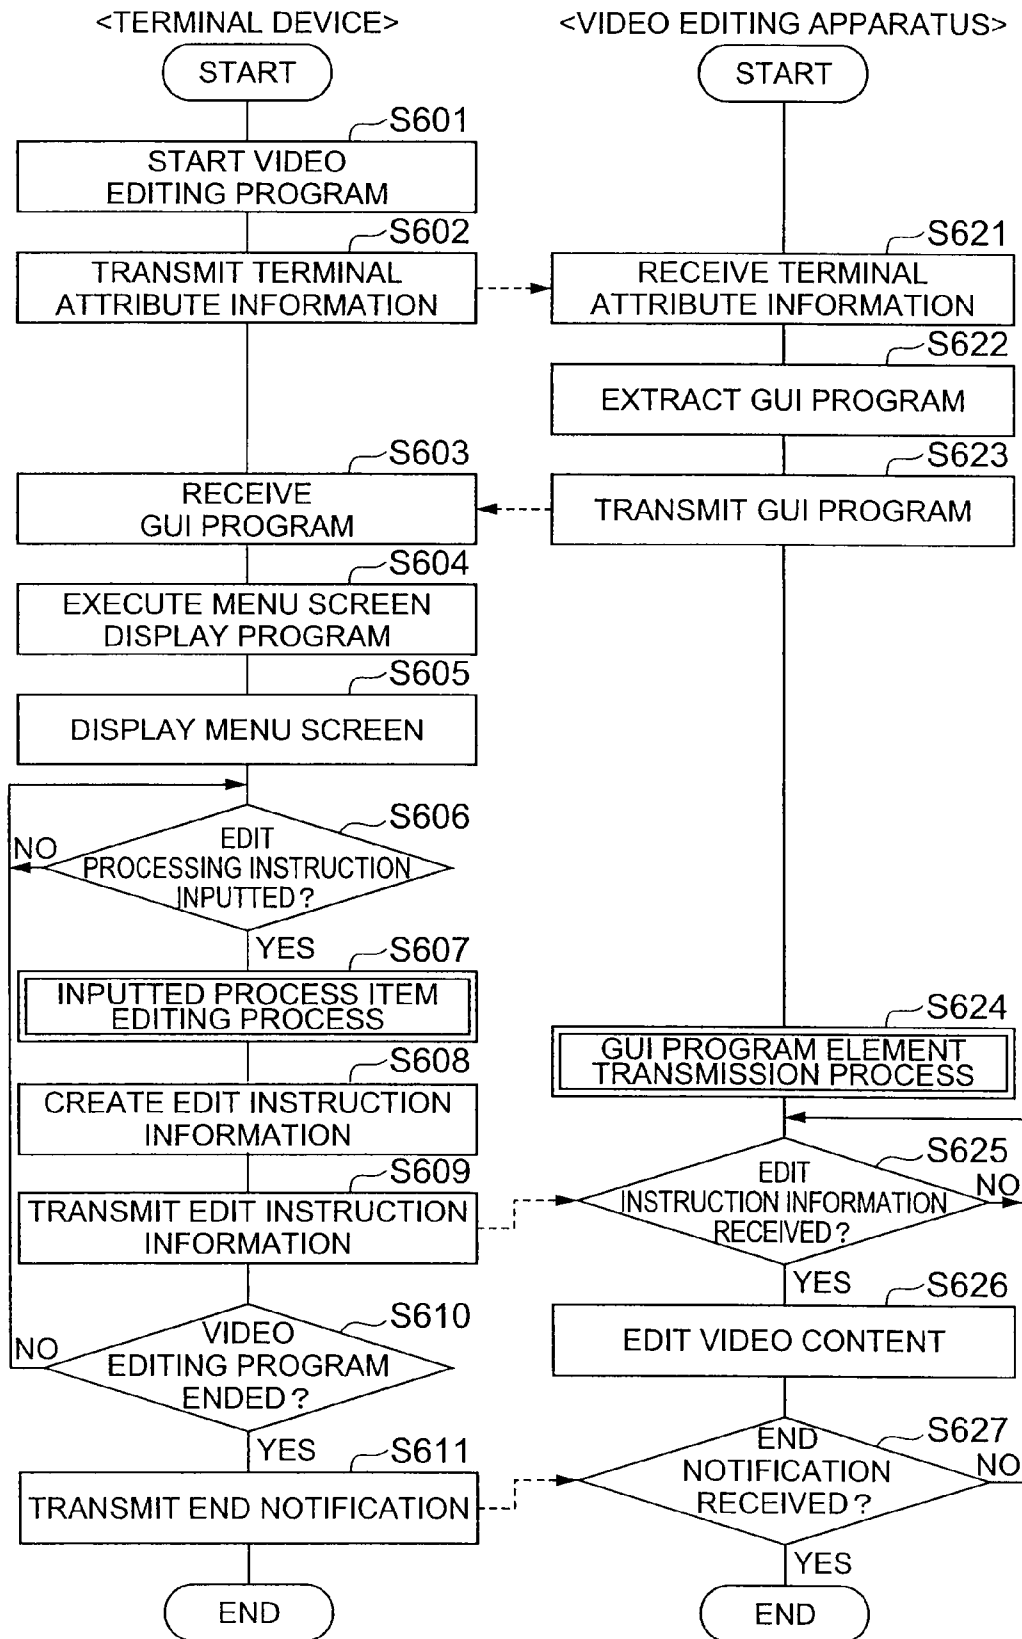 <TERMINAL DEVICE>
START
S601
START VIDEO
EDITING PROGRAM
S602
TRANSMIT TERMINAL
ATTRIBUTE INFORMATION
S603
RECEIVE
GUI PROGRAM
S604
EXECUTE MENU SCREEN
DISPLAY PROGRAM
S605
DISPLAY MENU SCREEN
S606
EDIT
PROCESSING INSTRUCTION
INPUTTED?
NO
YES
S607
INPUTTED PROCESS ITEM
EDITING PROCESS
S608
CREATE EDIT INSTRUCTION
INFORMATION
S609
TRANSMIT EDIT INSTRUCTION
INFORMATION
S610
VIDEO
EDITING PROGRAM
ENDED?
NO
YES
S611
TRANSMIT END NOTIFICATION
END
<VIDEO EDITING APPARATUS>
START
S621
RECEIVE TERMINAL
ATTRIBUTE INFORMATION
S622
EXTRACT GUI PROGRAM
S623
TRANSMIT GUI PROGRAM
S624
GUI PROGRAM ELEMENT
TRANSMISSION PROCESS
S625
EDIT
INSTRUCTION INFORMATION
RECEIVED?
NO
YES
S626
EDIT VIDEO CONTENT
S627
END
NOTIFICATION
RECEIVED?
NO
YES
END